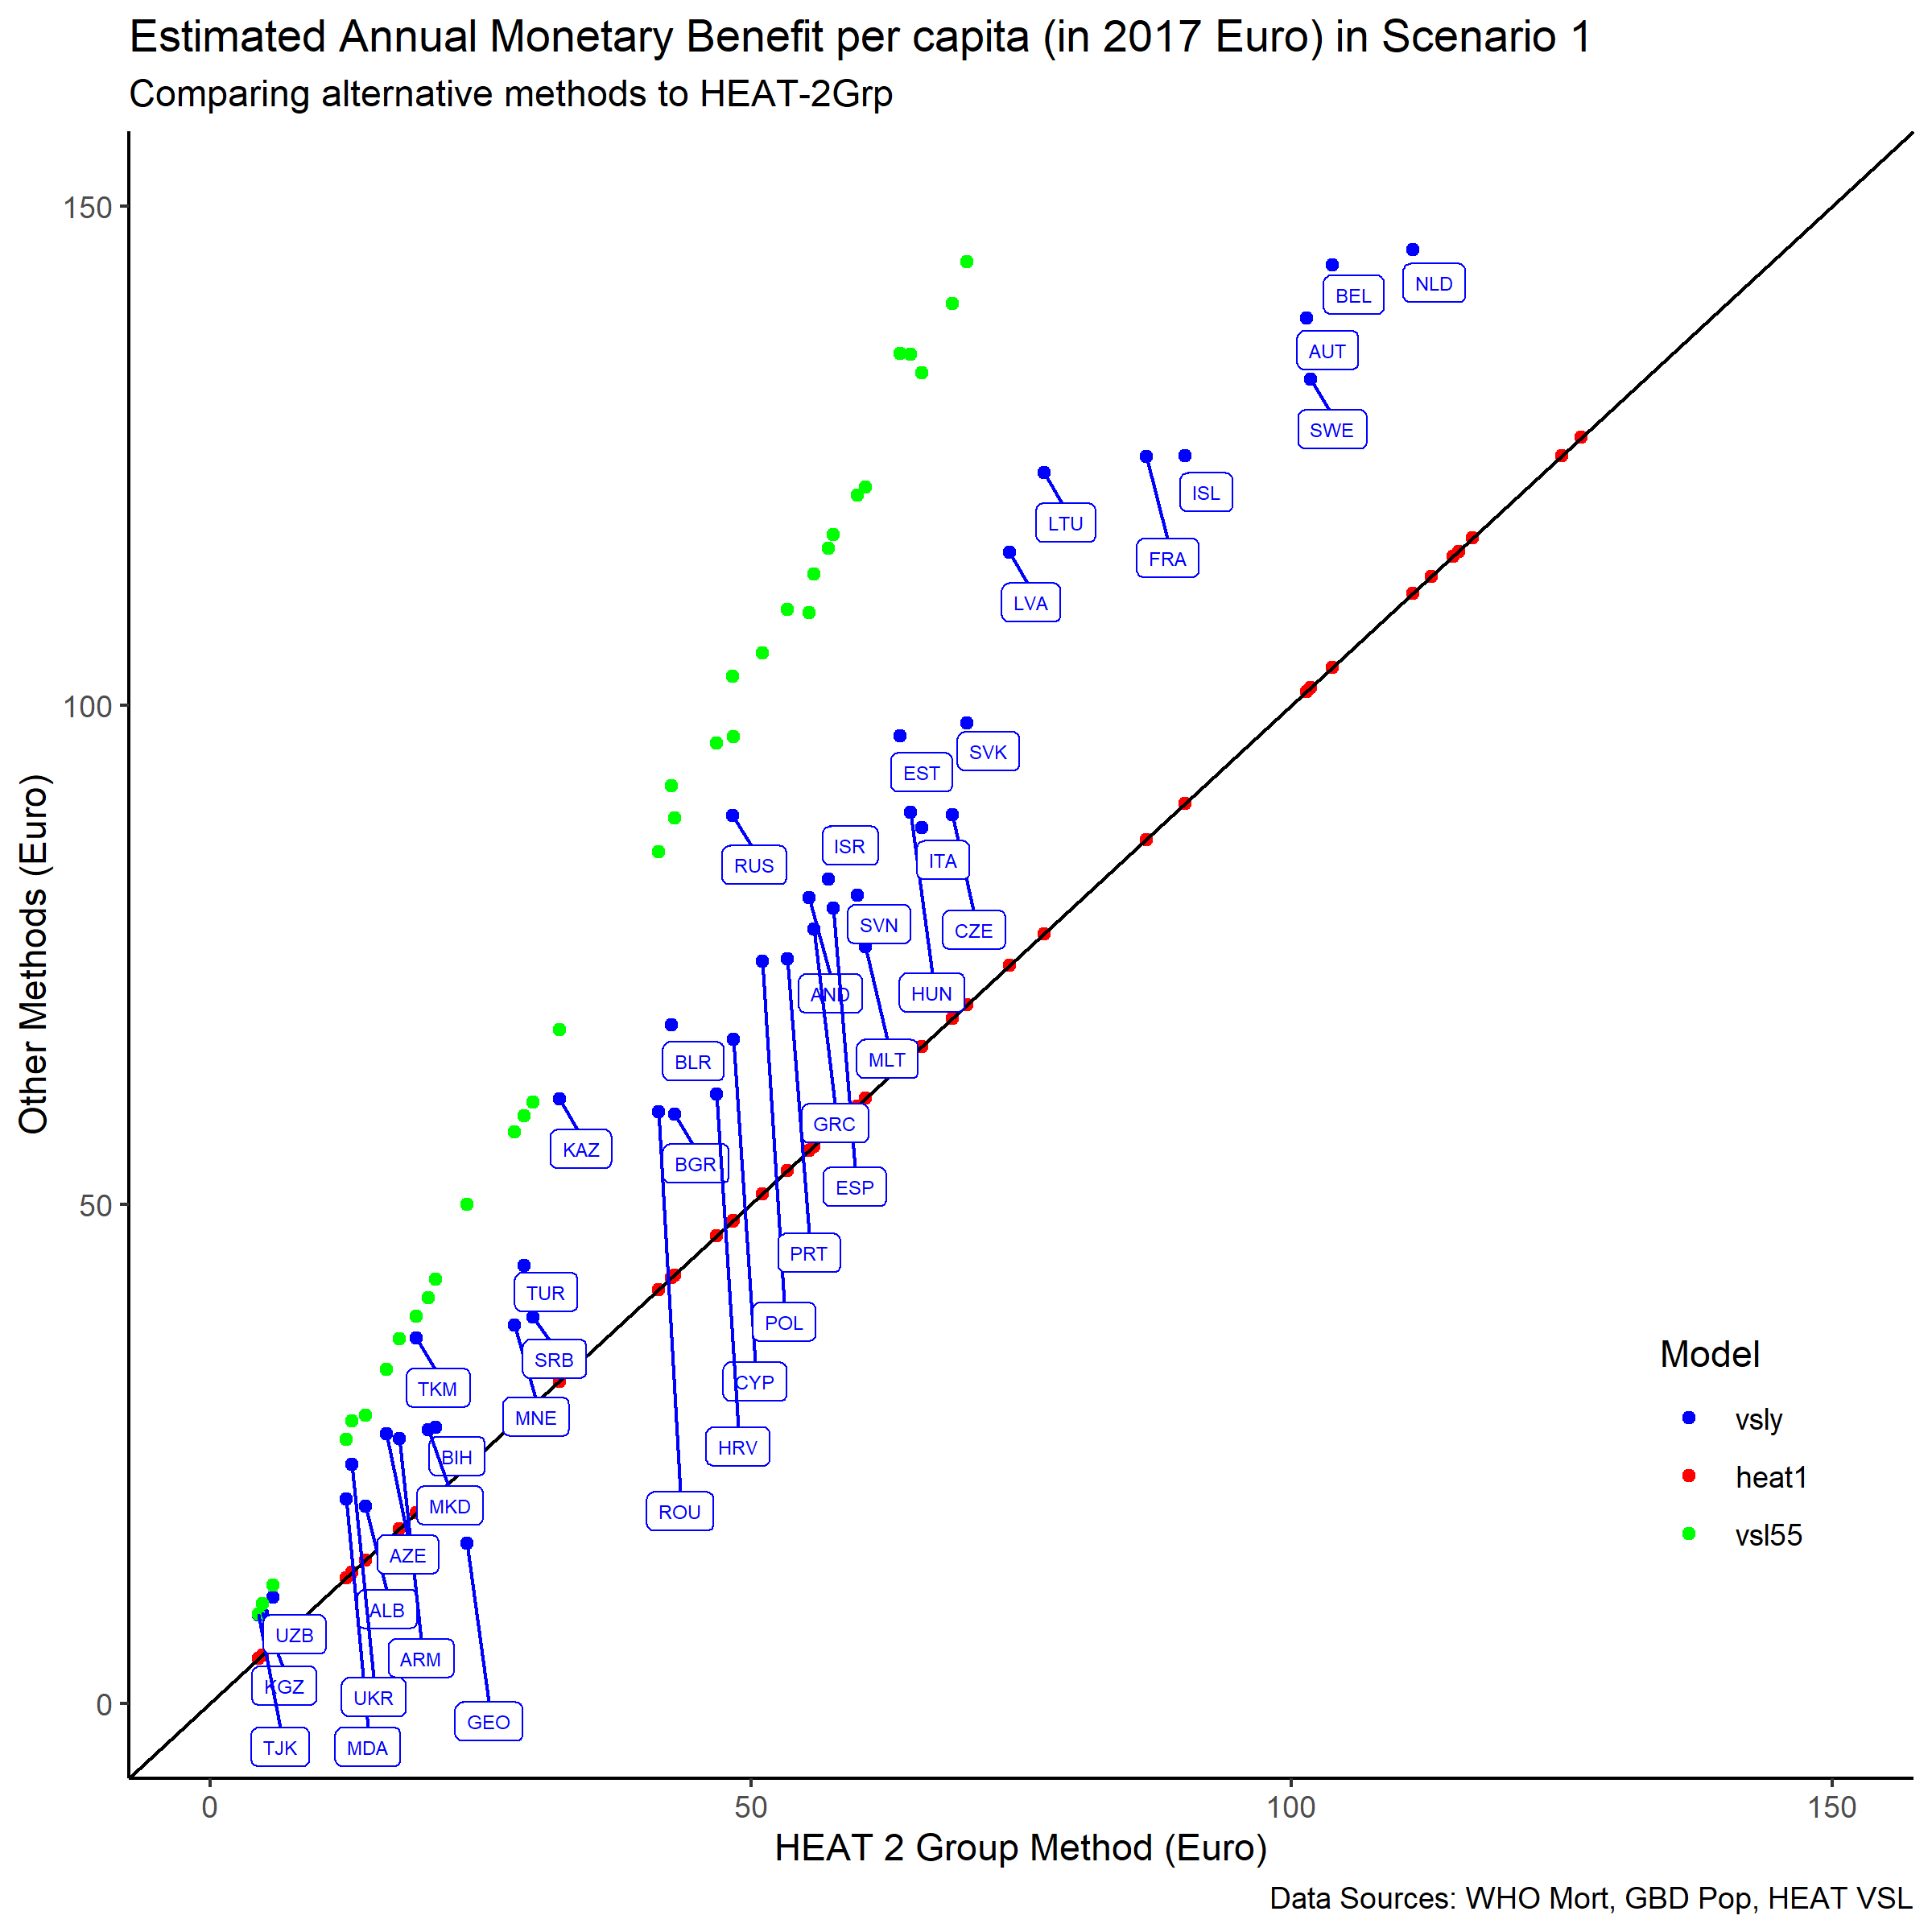 Estimated Annual Monetary Benefit per capita (in 2017 Euro) in Scenario 1
Comparing alternative methods to HEAT-2Grp
Other Methods (Euro)
150
100
50
0
NLD
BEL
AUT
SWE
ISL
LTU
FRA
LVA
SVK
EST
ISR
ITA
RUS
SVN
CZE
AND
HUN
MLT
BLR
GRC
KAZ
BGR
ESP
PRT
TUR
POL
SRB
CYP
TKM
MNE
HRV
BIH
MKD
ROU
AZE
ALB
UZB
ARM
KGZ
UKR
GEO
TJK
MDA
Model
vsly
heat1
vsl55
0
50
100
150
HEAT 2 Group Method (Euro)
Data Sources: WHO Mort, GBD Pop, HEAT VSL